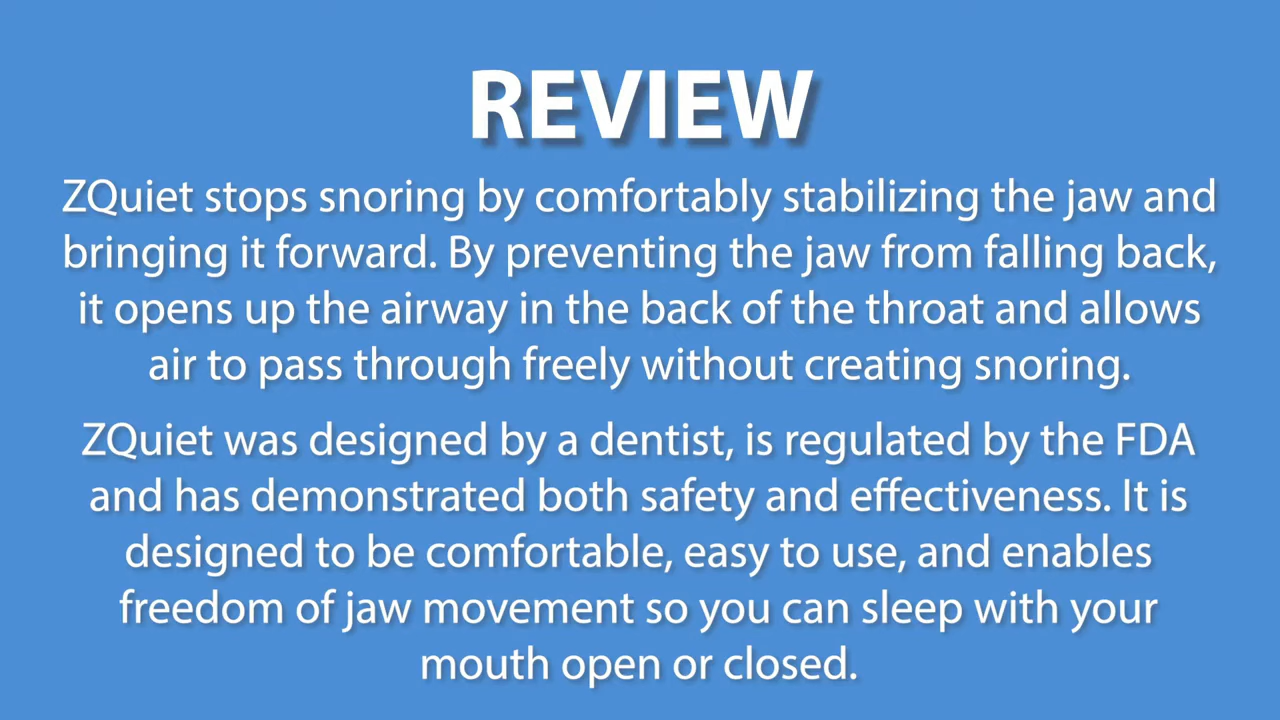 REVIEW
ZQuiet stops snoring by comfortably stabilizing the jaw and
bringing it forward. By preventing the jaw from falling back,
it opens up the airway in the back of the throat and allows
air to pass through freely without creating snoring.
ZQuiet was designed by a dentist, is regulated by the FDA
and has demonstrated both safety and effectiveness. It is
designed to be comfortable, easy to use, and enables
freedom of jaw movement so you can sleep with your
mouth open or closed.